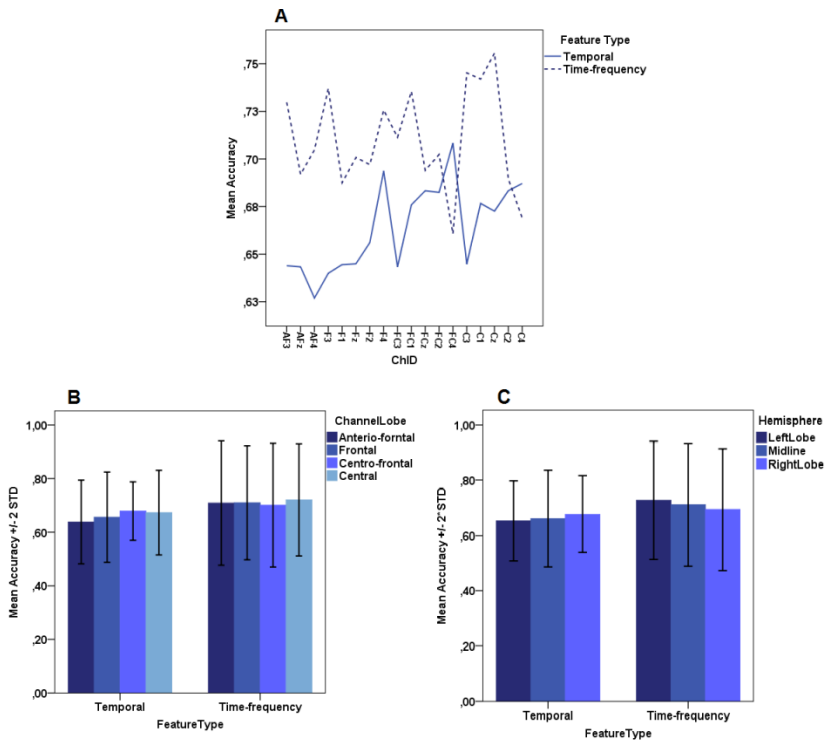 A
Feature Type
Temporal
Time-frequency
Mean Accuracy
,75
,73
,70
,68
,65
,63
AF3
AFz
AF4
F3
F1
Fz
F2
F4
FC3
FC1
FCz
FC2
FC4
C3
C1
Cz
C2
C4
ChID
B
ChannelLobe
Anterio-forntal
Frontal
Centro-frontal
Central
Mean Accuracy +/- 2 STD
1,00
,80
,60
,40
,20
,00
Temporal
Time-frequency
FeatureType
C
Hemisphere
LeftLobe
Midline
RightLobe
Mean Accuracy +/- 2*STD
1,00
,80
,60
,40
,20
,00
Temporal
Time-frequency
FeatureType